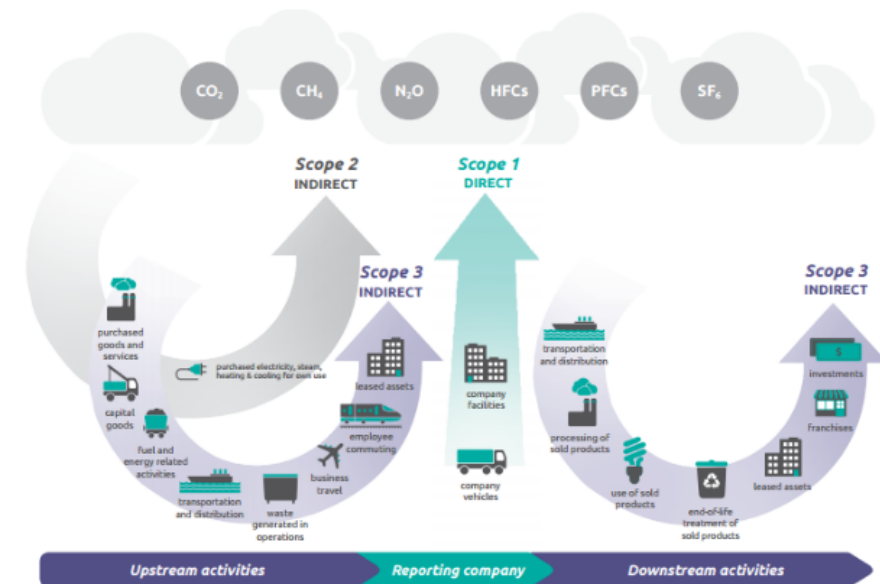 CO₂
CH₄
N₂O
HFCs
PFCs
SF₆
Scope 2
INDIRECT
Scope 1
DIRECT
Scope 3
INDIRECT
Scope 3
INDIRECT
purchased
goods and
services
capital
goods
fuel and
energy related
activities
transportation
and distribution
waste
generated in
operations
business
travel
employee
commuting
leased assets
purchased electricity, steam,
heating & cooling for own use
company
facilities
company
vehicles
transportation
and distribution
processing of
sold products
use of sold
products
end-of-life
treatment of
sold products
leased assets
franchises
$
investments
Upstream activities
Reporting company
Downstream activities